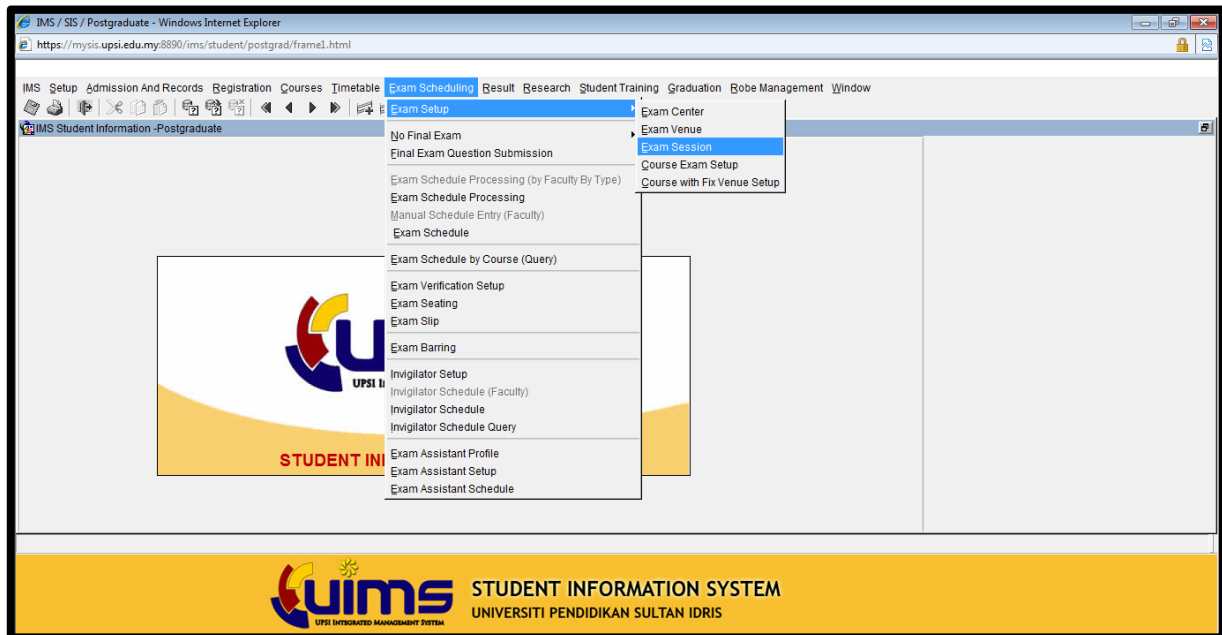 IMS / SIS / Postgraduate - Windows Internet Explorer
https://mysis.upsi.edu.my:8890/ims/student/postgrad/frame1.html
IMS Setup Admission And Records Registration Courses Timetable Exam Scheduling Result Research Student Training Graduation Robe Management Window
IMS Student Information -Postgraduate
Exam Setup
No Final Exam
Final Exam Question Submission
Exam Schedule Processing (by Faculty By Type)
Exam Schedule Processing
Manual Schedule Entry (Faculty)
Exam Schedule
Exam Schedule by Course (Query)
Exam Verification Setup
Exam Seating
Exam Slip
Exam Barring
Invigilator Setup
Invigilator Schedule (Faculty)
Invigilator Schedule
Invigilator Schedule Query
Exam Assistant Profile
Exam Assistant Setup
Exam Assistant Schedule
Exam Center
Exam Venue
Exam Session
Course Exam Setup
Course with Fix Venue Setup
UPSI
STUDENT
uims
UPSI INTEGRATED MANAGEMENT SYSTEM
STUDENT INFORMATION SYSTEM
UNIVERSITI PENDIDIKAN SULTAN IDRIS